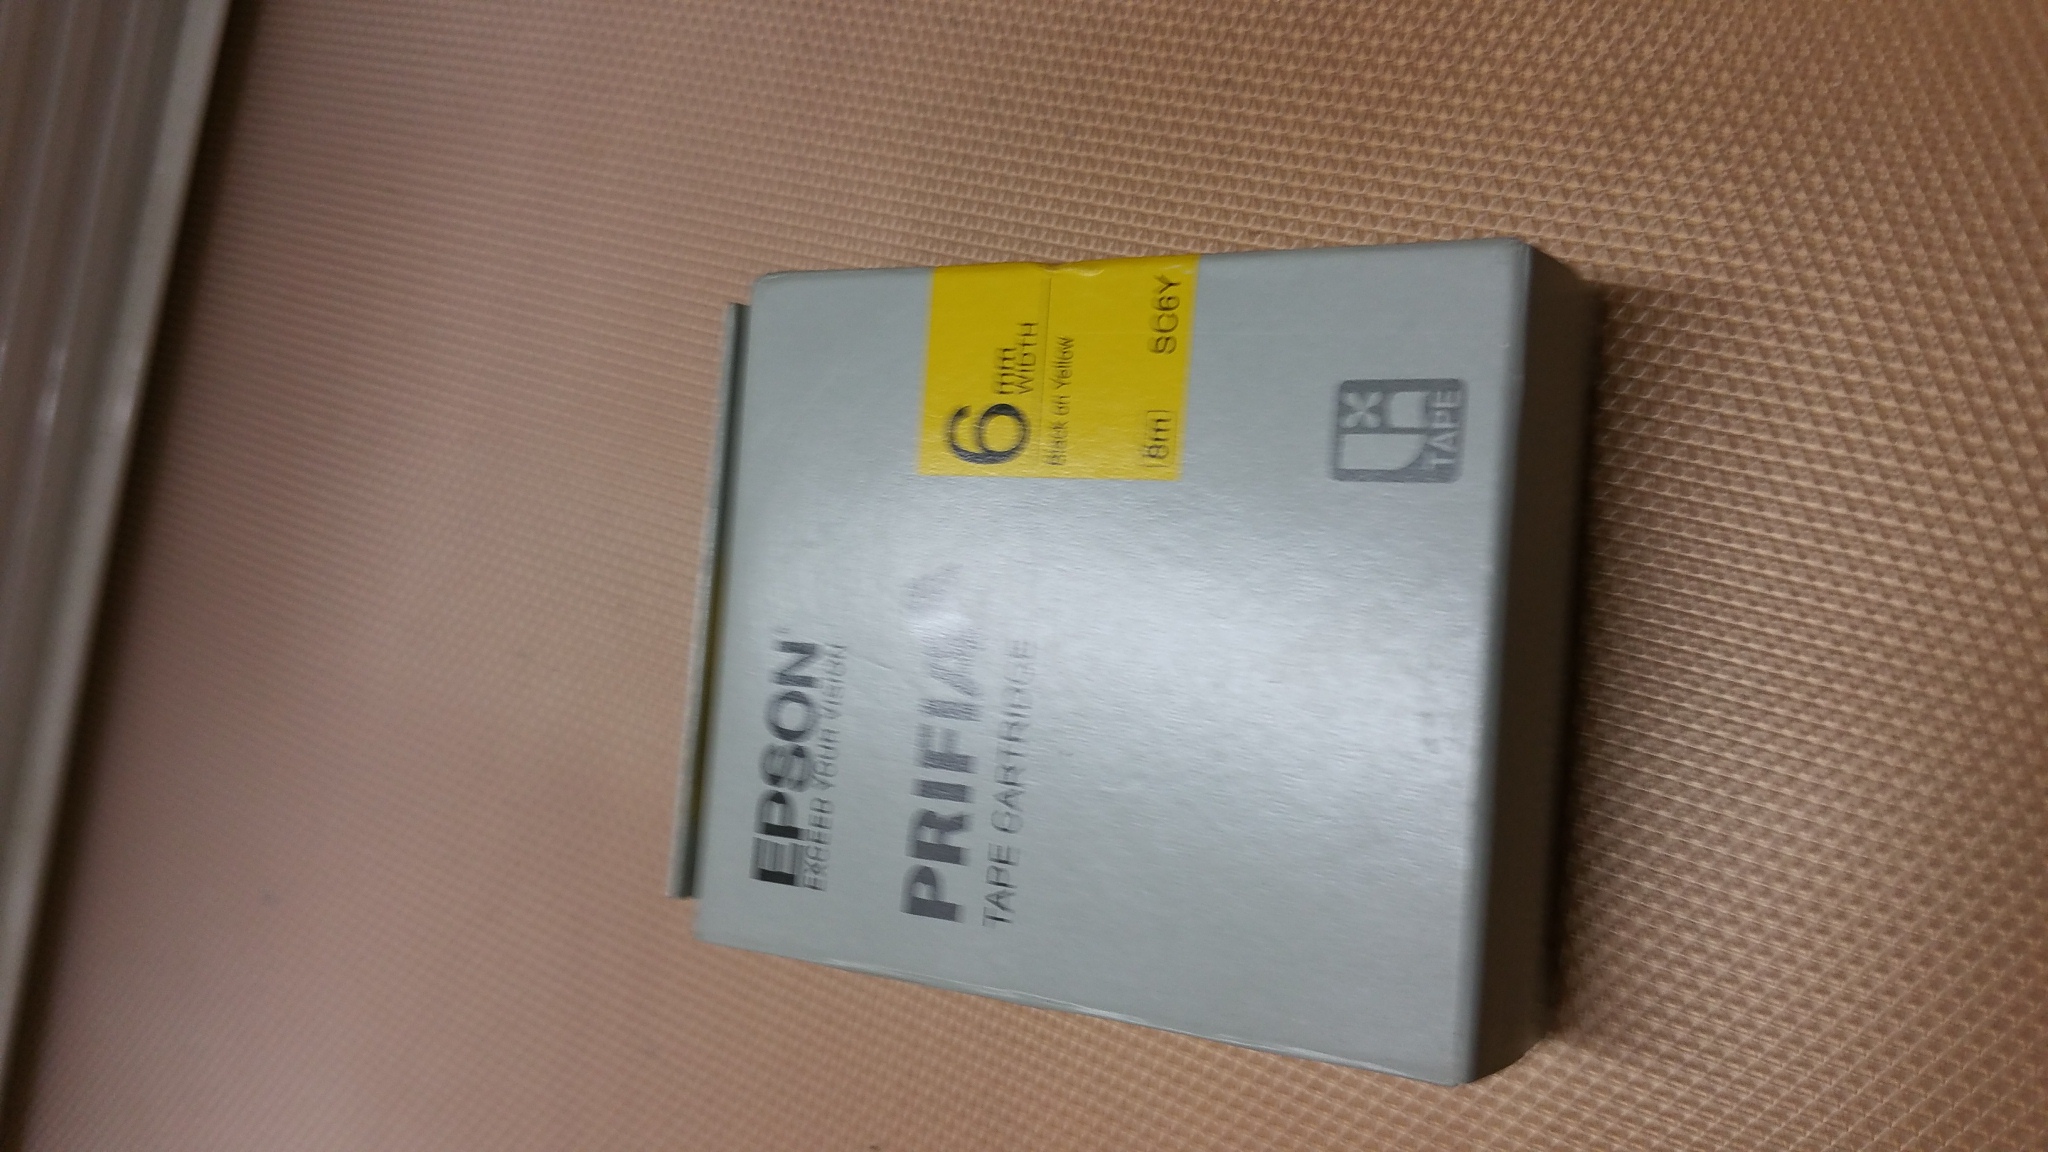 EPSON
EXCEED YOUR VISION
PRIFIA
TAPE CARTRIDGE
6 mm
WIDTH
Black on Yellow
(8m) SC6Y
TAPE